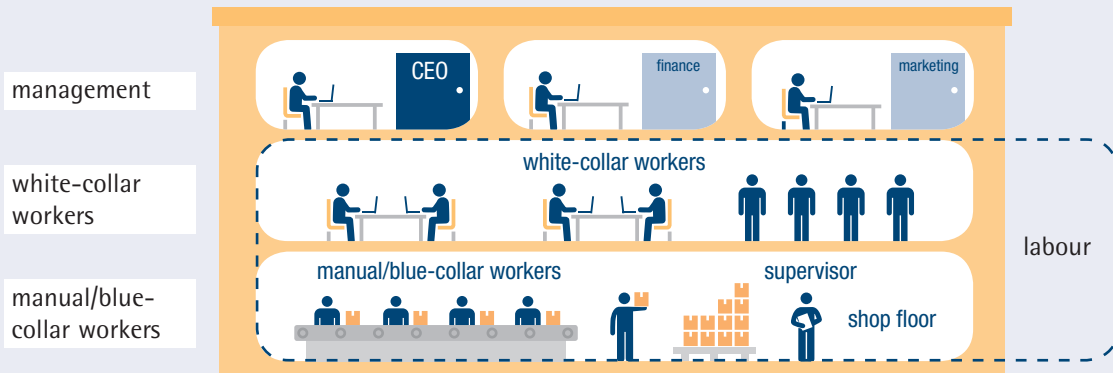 CEO
finance
marketing
management
white-collar workers
white-collar
workers
labour
manual/blue-collar workers
supervisor
manual/blue-
collar workers
shop floor